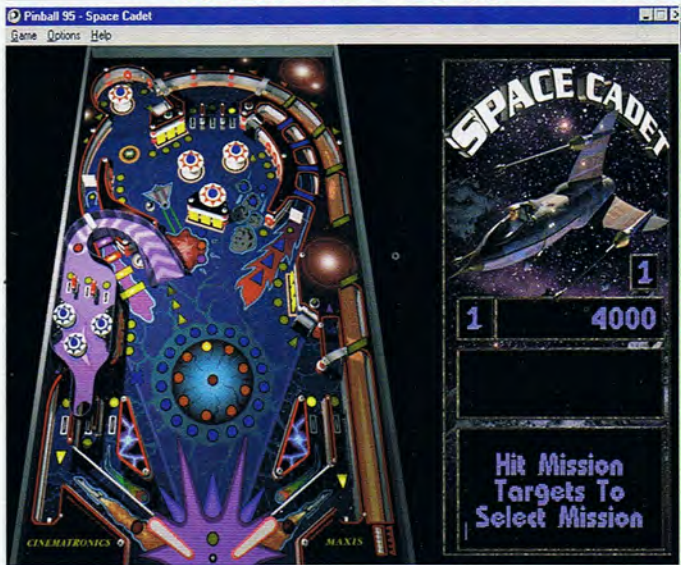 Pinball 95 - Space Cadet
Game Options Help
SPACE CADET
1
1 4000
Hit Mission
Targets To
Select Mission
CINEMATRONICS MAXIS